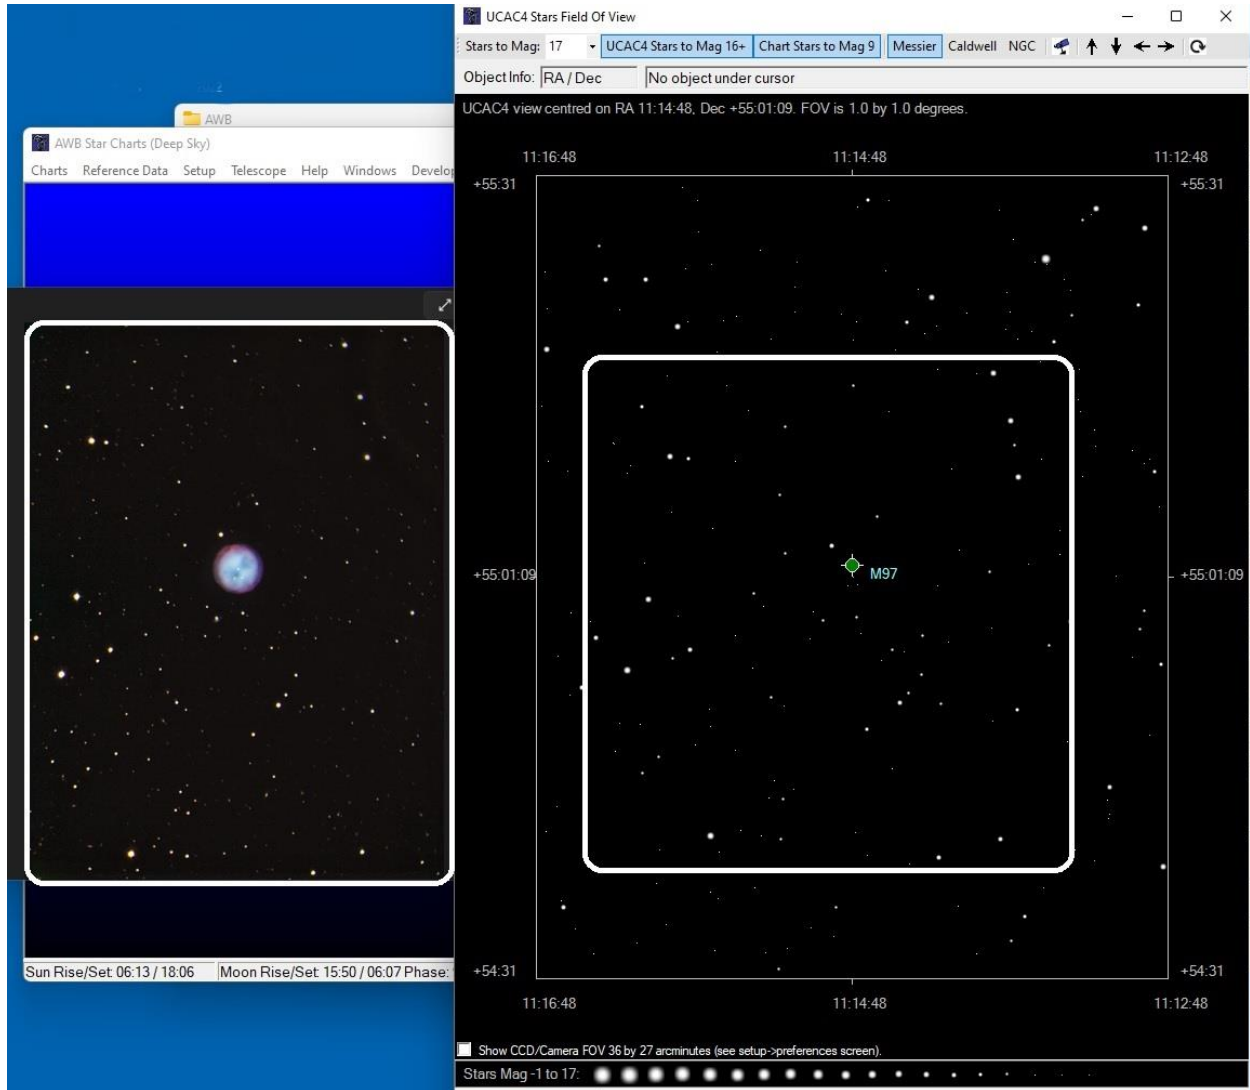 AWB
AWB Star Charts (Deep Sky)
Charts Reference Data Setup Telescope Help Windows Develop
Sun Rise/Set: 06:13 / 18:06 Moon Rise/Set: 15:50 / 06:07 Phase:
UCAC4 Stars Field Of View
Stars to Mag: 17 UCAC4 Stars to Mag 16+ Chart Stars to Mag 9 Messier Caldwell NGC
Object Info: RA / Dec No object under cursor
UCAC4 view centred on RA 11:14:48, Dec +55:01:09. FOV is 1.0 by 1.0 degrees.
11:16:48 11:14:48 11:12:48
+55:31 +55:31
M97
+55:01:09 +55:01:09
+54:31 +54:31
11:16:48 11:14:48 11:12:48
Show CCD/Camera FOV 36 by 27 arcminutes (see setup->preferences screen).
Stars Mag -1 to 17: